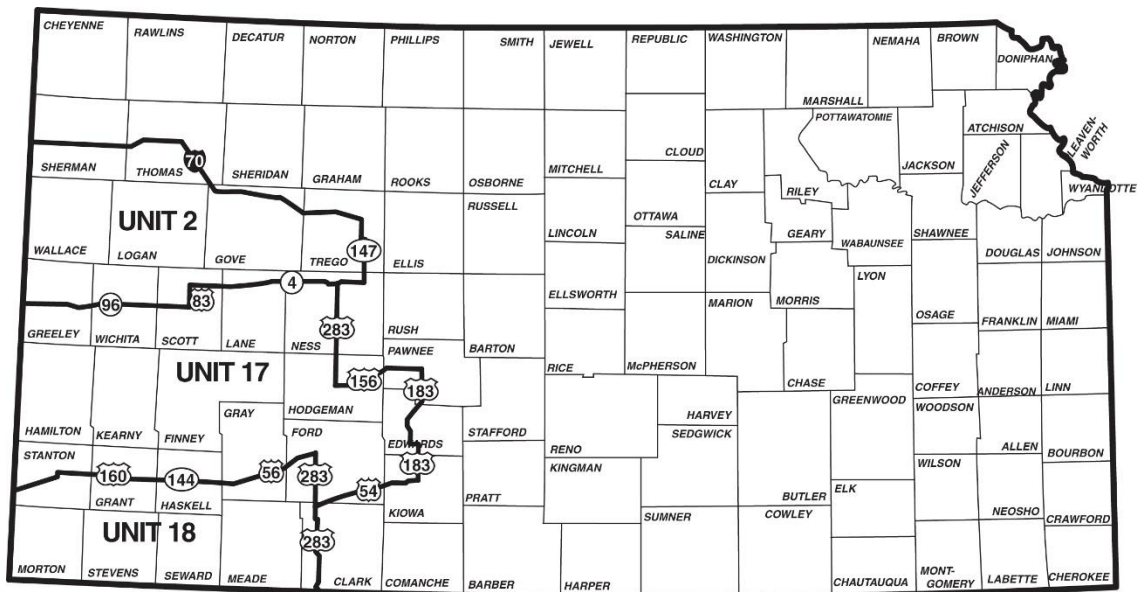 CHEYENNE
RAWLINS
DECATUR
NORTON
PHILLIPS
SMITH
JEWELL
REPUBLIC
WASHINGTON
NEMAHA
BROWN
DONIPHAN
MARSHALL
POTTAWATOMIE
ATCHISON
LEAVEN-
WORTH
SHERMAN
THOMAS
70
SHERIDAN
GRAHAM
ROOKS
OSBORNE
MITCHELL
CLOUD
CLAY
RILEY
JACKSON
JEFFERSON
WYANDOTTE
UNIT 2
RUSSELL
LINCOLN
OTTAWA
SALINE
DICKINSON
GEARY
WABAUNSEE
SHAWNEE
DOUGLAS
JOHNSON
WALLACE
LOGAN
GOVE
TREGO
147
ELLIS
ELLSWORTH
MARION
MORRIS
LYON
OSAGE
FRANKLIN
MIAMI
96
83
4
283
GREELEY
WICHITA
SCOTT
LANE
NESS
RUSH
PAWNEE
BARTON
RICE
McPHERSON
CHASE
COFFEY
ANDERSON
LINN
UNIT 17
156
183
GRAY
HODGEMAN
HARVEY
SEDGWICK
GREENWOOD
WOODSON
HAMILTON
KEARNY
FINNEY
FORD
EDWARDS
STAFFORD
RENO
ALLEN
BOURBON
STANTON
160
144
56
283
54
183
KINGMAN
WILSON
GRANT
HASKELL
KIOWA
PRATT
BUTLER
ELK
NEOSHO
CRAWFORD
UNIT 18
283
SUMNER
COWLEY
MORTON
STEVENS
SEWARD
MEADE
CLARK
COMANCHE
BARBER
HARPER
CHAUTAUQUA
MONT-
GOMERY
LABETTE
CHEROKEE